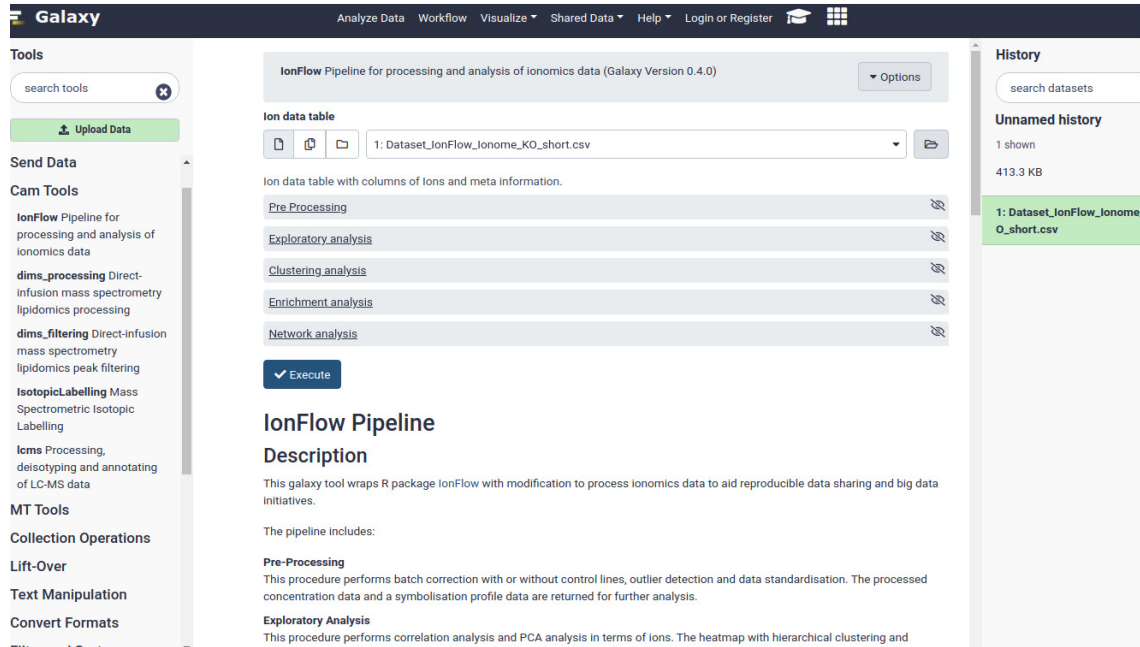 Galaxy
Analyze Data Workflow Visualize Shared Data Help Login or Register
Tools
search tools
Upload Data
Send Data
Cam Tools
IonFlow Pipeline for
processing and analysis of
ionomics data
dims_processing Direct-
infusion mass spectrometry
lipidomics processing
dims_filtering Direct-infusion
mass spectrometry
lipidomics peak filtering
IsotopicLabelling Mass
Spectrometric Isotopic
Labelling
lcms Processing,
deisotyping and annotating
of LC-MS data
MT Tools
Collection Operations
Lift-Over
Text Manipulation
Convert Formats
IonFlow Pipeline for processing and analysis of ionomics data (Galaxy Version 0.4.0)
Options
Ion data table
1: Dataset_IonFlow_Ionome_KO_short.csv
Ion data table with columns of Ions and meta information.
Pre Processing
Exploratory analysis
Clustering analysis
Enrichment analysis
Network analysis
Execute
IonFlow Pipeline
Description
This galaxy tool wraps R package IonFlow with modification to process ionomics data to aid reproducible data sharing and big data
initiatives.
The pipeline includes:
Pre-Processing
This procedure performs batch correction with or without control lines, outlier detection and data standardisation. The processed
concentration data and a symbolisation profile data are returned for further analysis.
Exploratory Analysis
This procedure performs correlation analysis and PCA analysis in terms of ions. The heatmap with hierarchical clustering and
History
search datasets
Unnamed history
1 shown
413.3 KB
1: Dataset_IonFlow_Ionome
O_short.csv